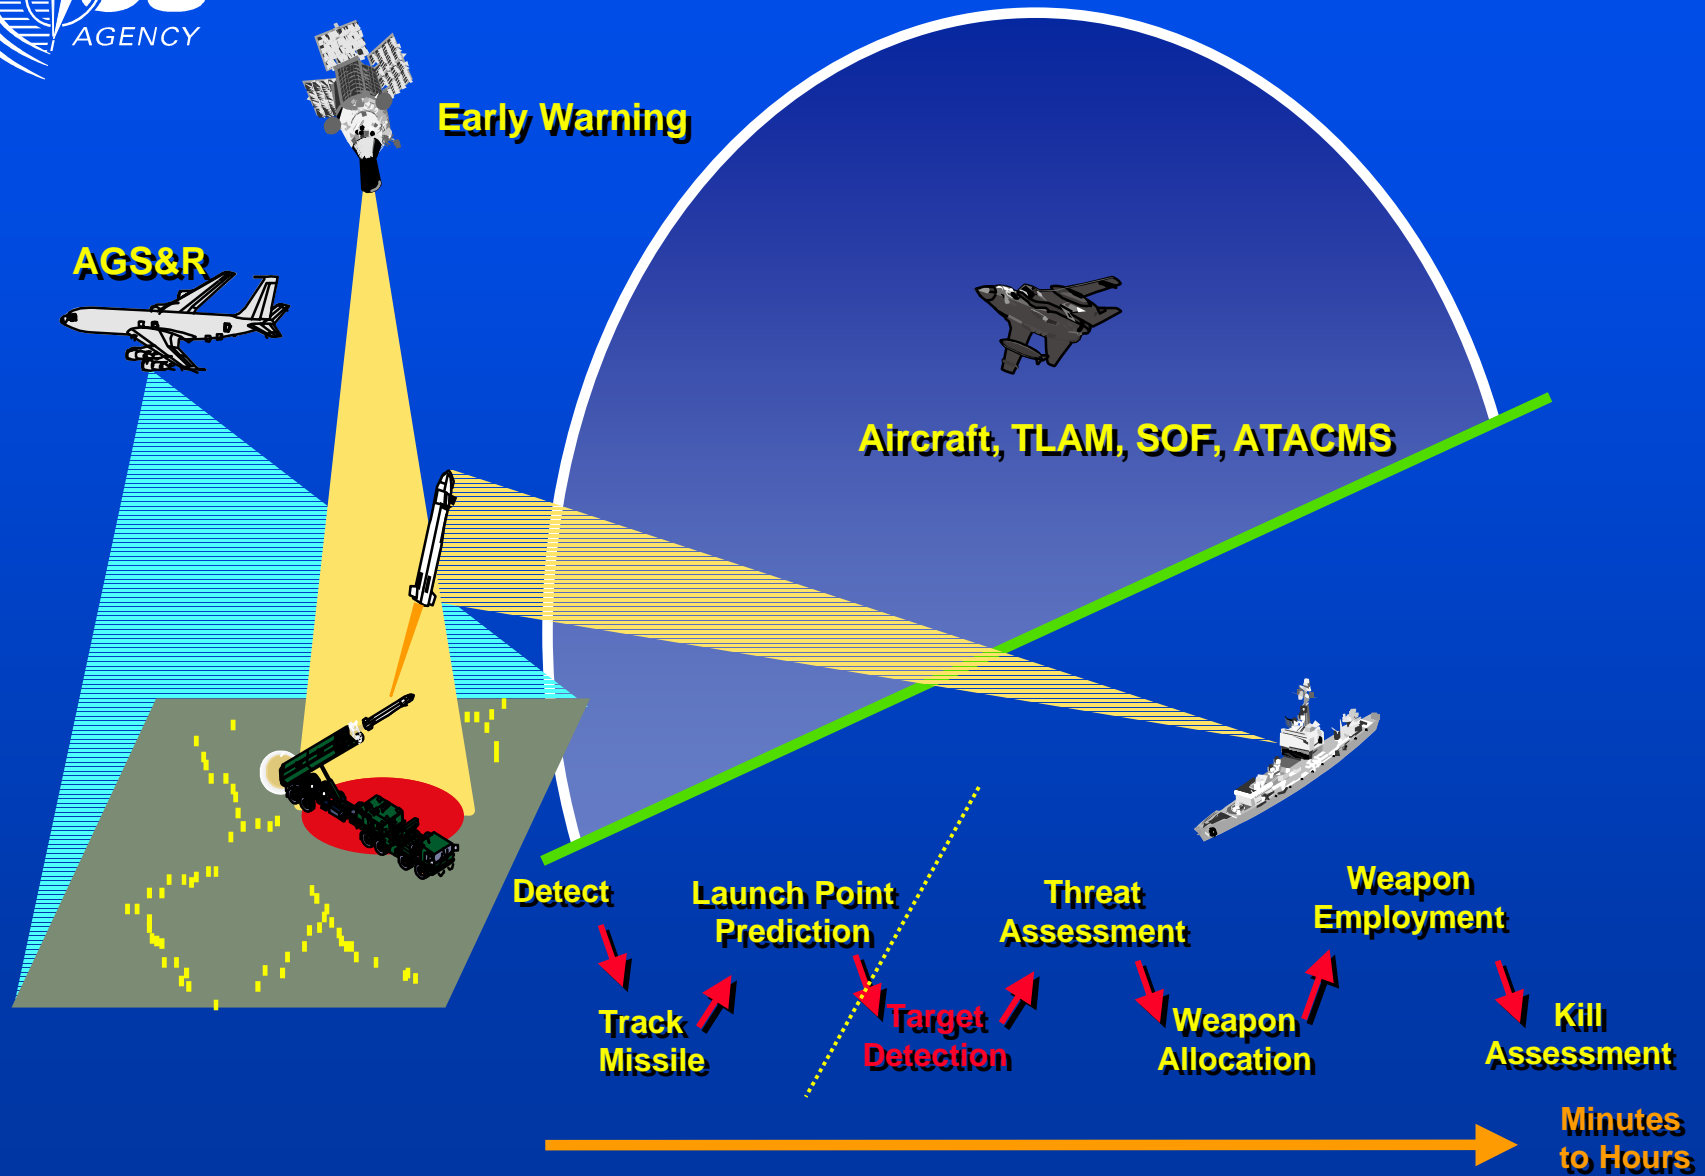 AGENCY
Early Warning
AGS&R
Aircraft, TLAM, SOF, ATACMS
Detect
Track
Missile
Launch Point
Prediction
Target
Detection
Threat
Assessment
Weapon
Allocation
Weapon
Employment
Kill
Assessment
Minutes
to Hours